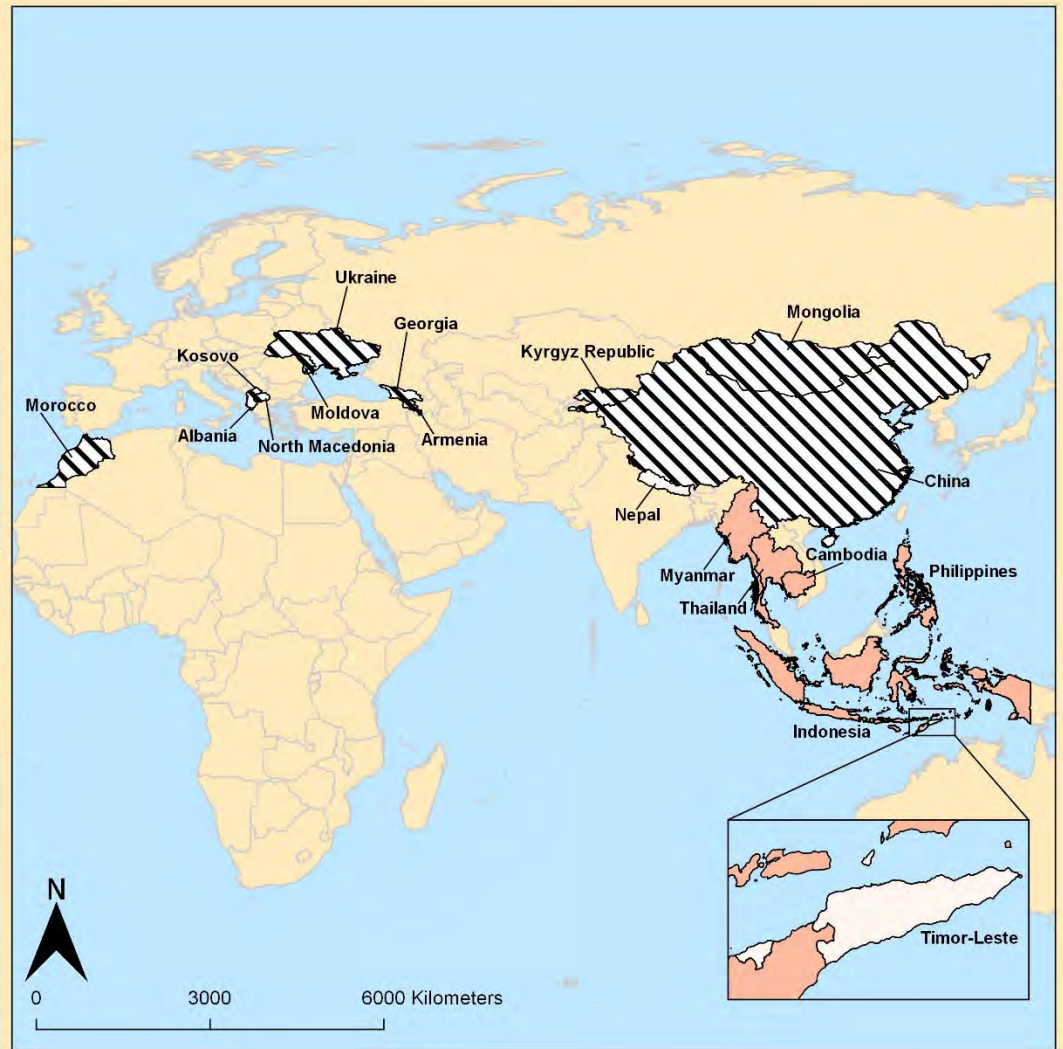 Ukraine
Georgia
Mongolia
Kosovo
Kyrgyz Republic
Morocco
Moldova
Albania
North Macedonia
Armenia
China
Nepal
Cambodia
Myanmar
Philippines
Thailand
Indonesia
N
Timor-Leste
0 3000 6000 Kilometers